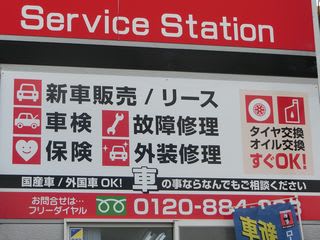 Service Station
新車販売 / リース
車検 故障修理
保険 外装修理
タイヤ交換
オイル交換
すぐOK!
国産車 / 外国車 OK! 車の事ならなんでもご相談ください
お問合せは…
フリーダイヤル 0120-884-
新